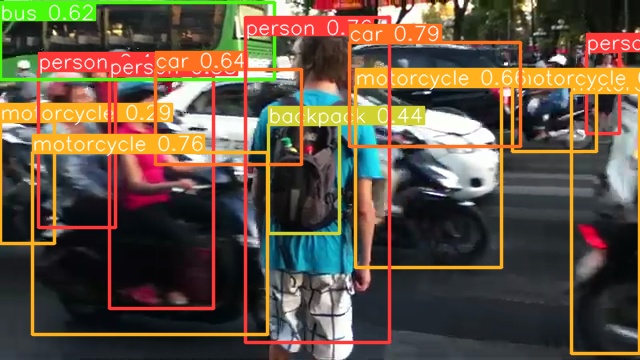 bus 0.62
person 0.76
car 0.79
person
car 0.64
motorcycle 0.66
motorcycle
motorcycle 0.29
backpack 0.44
motorcycle 0.76